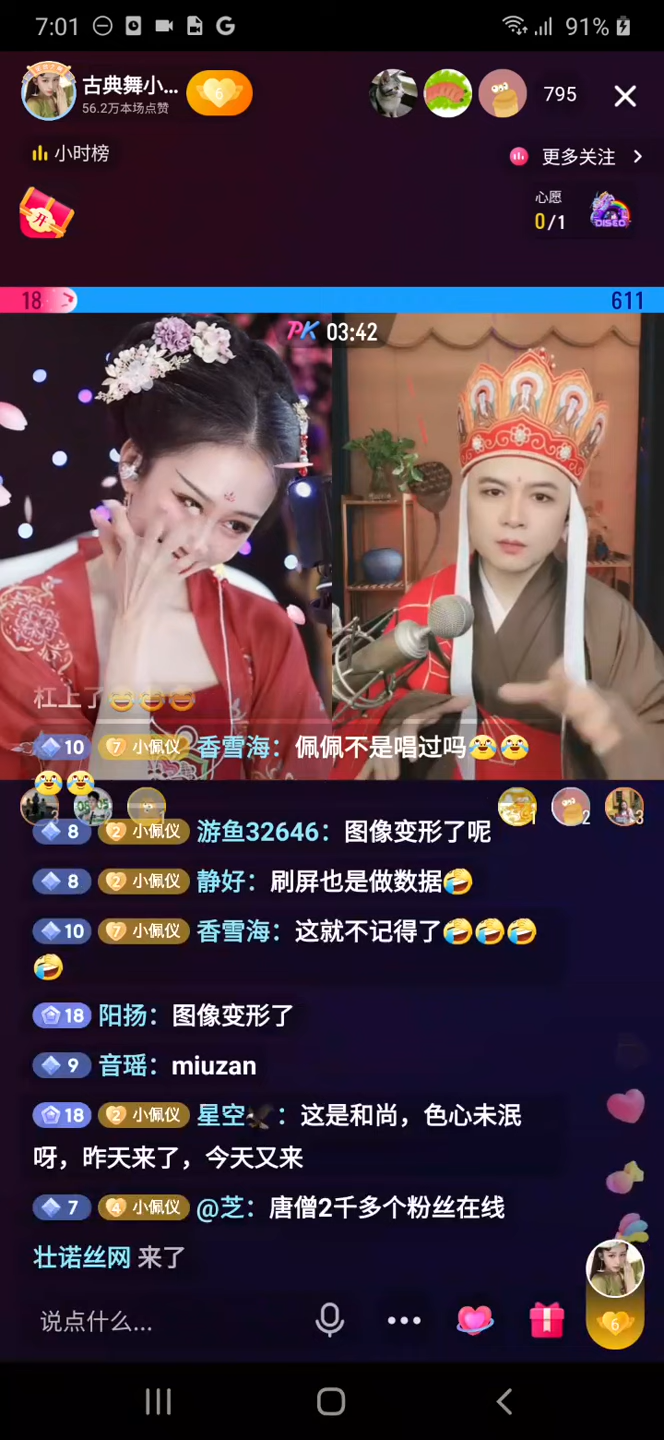 7:01
91%
古典舞小...
56.2万本场点赞
6
795
小时榜
更多关注
开
心愿
0/1
DISCO
18
611
PK 03:42
杠上了😄😄😄
10 7 小佩仪 香雪海：佩佩不是唱过吗😂😂
😂😂
1 2 3
8 2 小佩仪 游鱼32646：图像变形了呢
8 2 小佩仪 静好：刷屏也是做数据🤣
10 7 小佩仪 香雪海：这就不记得了🤣🤣🤣
🤣
18 阳扬：图像变形了
9 音瑶：miuzan
18 2 小佩仪 星空🦅：这是和尚，色心未泯
呀，昨天来了，今天又来
7 4 小佩仪 @芝：唐僧2千多个粉丝在线
壮诺丝网 来了
说点什么...
6